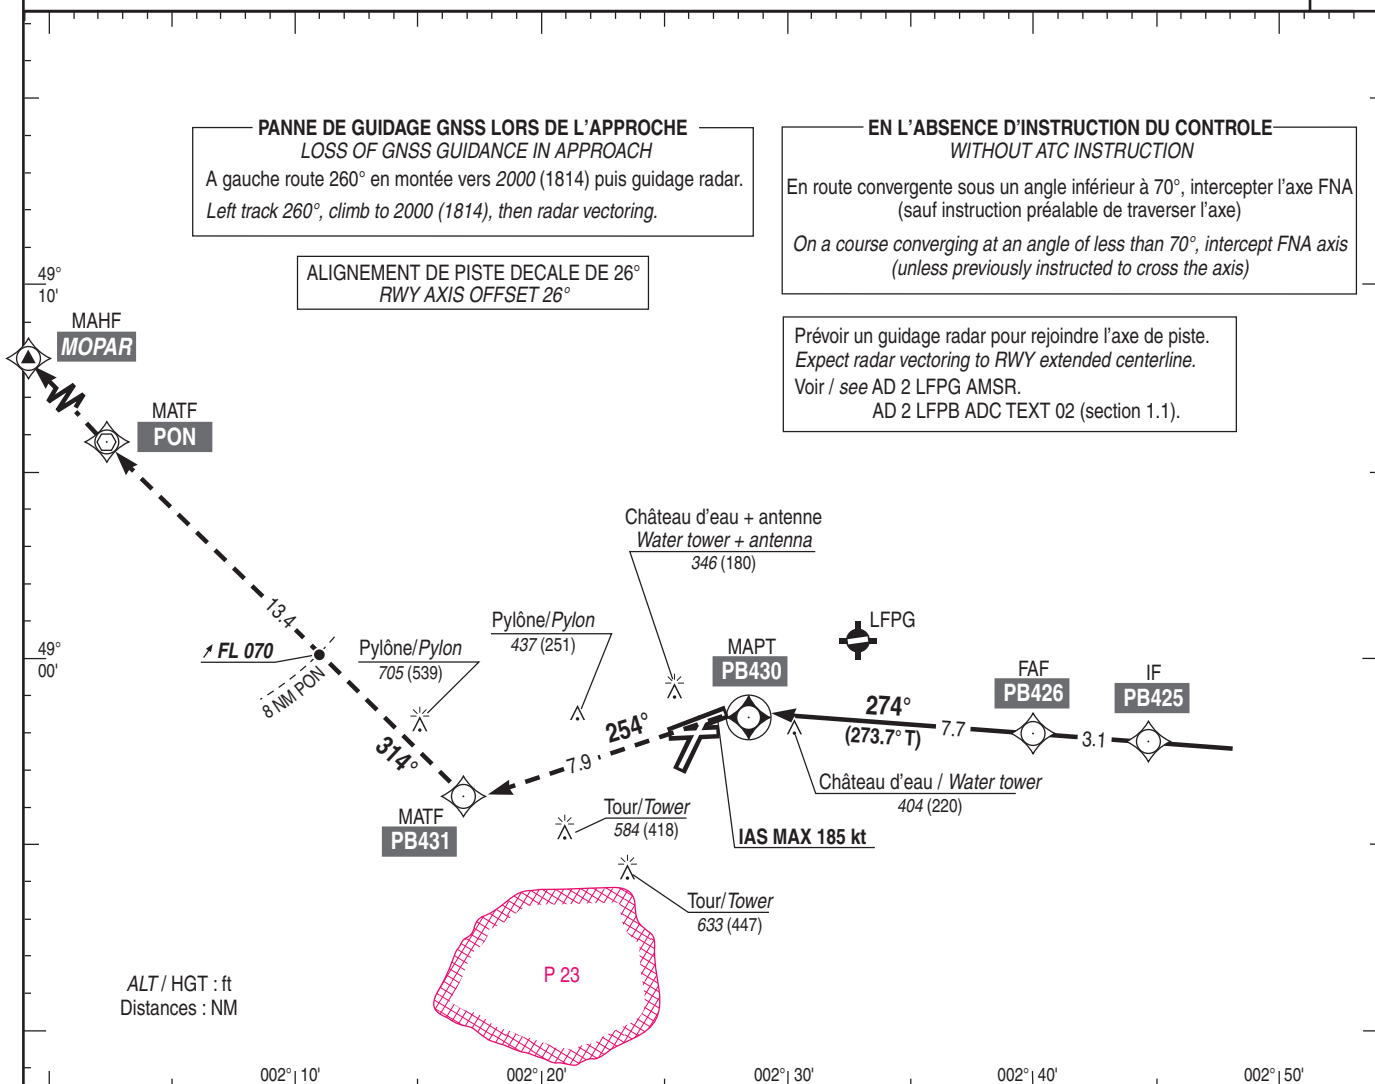 PANNE DE GUIDAGE GNSS LORS DE L'APPROCHE
LOSS OF GNSS GUIDANCE IN APPROACH
A gauche route 260° en montée vers 2000 (1814) puis guidage radar.
Left track 260°, climb to 2000 (1814), then radar vectoring.
EN L'ABSENCE D'INSTRUCTION DU CONTROLE
WITHOUT ATC INSTRUCTION
En route convergente sous un angle inférieur à 70°, intercepter l'axe FNA
(sauf instruction préalable de traverser l'axe)
On a course converging at an angle of less than 70°, intercept FNA axis
(unless previously instructed to cross the axis)
ALIGNEMENT DE PISTE DECALE DE 26°
RWY AXIS OFFSET 26°
49°
10'
Prévoir un guidage radar pour rejoindre l'axe de piste.
Expect radar vectoring to RWY extended centerline.
Voir / see AD 2 LFPG AMSR.
AD 2 LFPB ADC TEXT 02 (section 1.1).
MAHF
MOPAR
MATF
PON
Château d'eau + antenne
Water tower + antenna
346 (180)
13.4
Pylône/Pylon
437 (251)
LFPG
49°
00'
FL 070
8 NM PON
Pylône/Pylon
705 (539)
MAPT
PB430
FAF
PB426
IF
PB425
274°
(273.7° T)
7.7
3.1
254°
7.9
314°
Château d'eau / Water tower
404 (220)
MATF
PB431
Tour/Tower
584 (418)
IAS MAX 185 kt
Tour/Tower
633 (447)
P 23
ALT / HGT : ft
Distances : NM
002° 10'
002° 20'
002° 30'
002° 40'
002° 50'